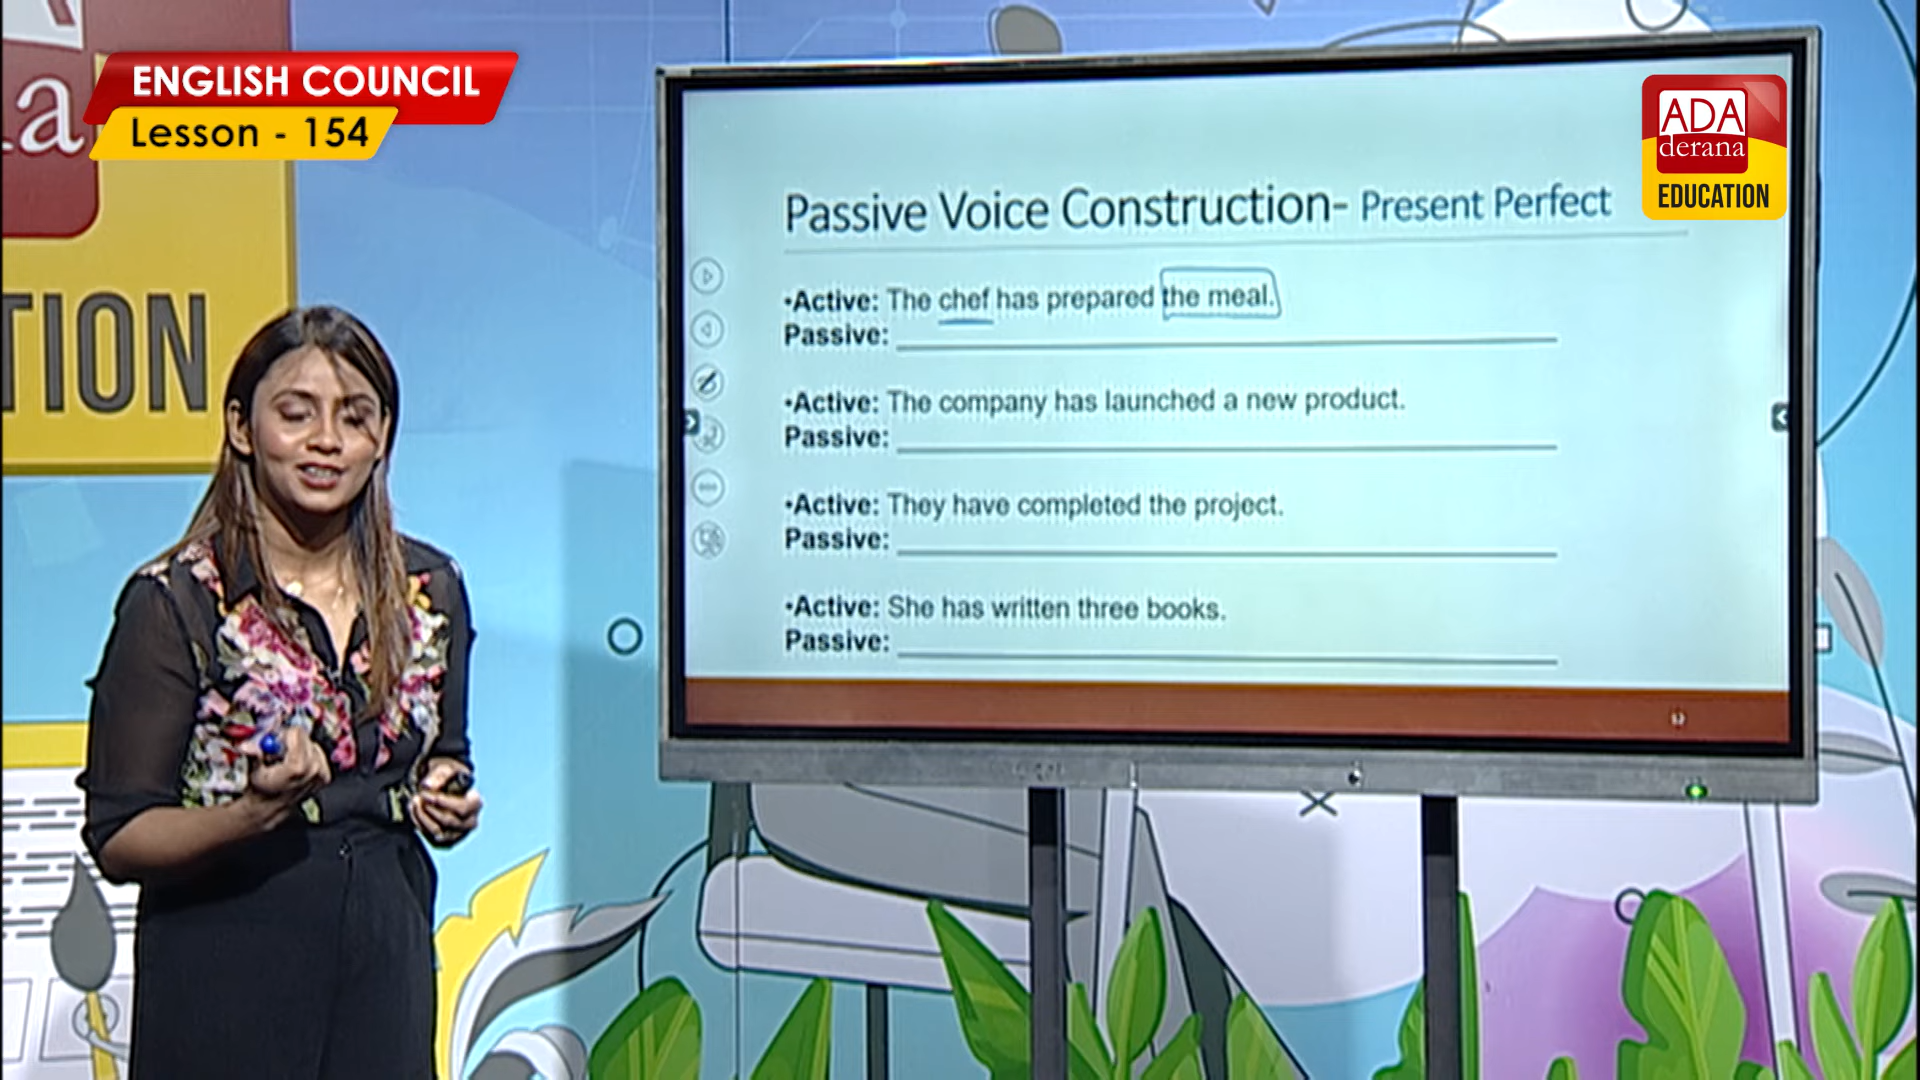 ENGLISH COUNCIL
Lesson - 154
a
TION
ADA
derana
EDUCATION
Passive Voice Construction- Present Perfect
•Active: The chef has prepared the meal.
Passive:
•Active: The company has launched a new product.
Passive:
•Active: They have completed the project.
Passive:
•Active: She has written three books.
Passive: